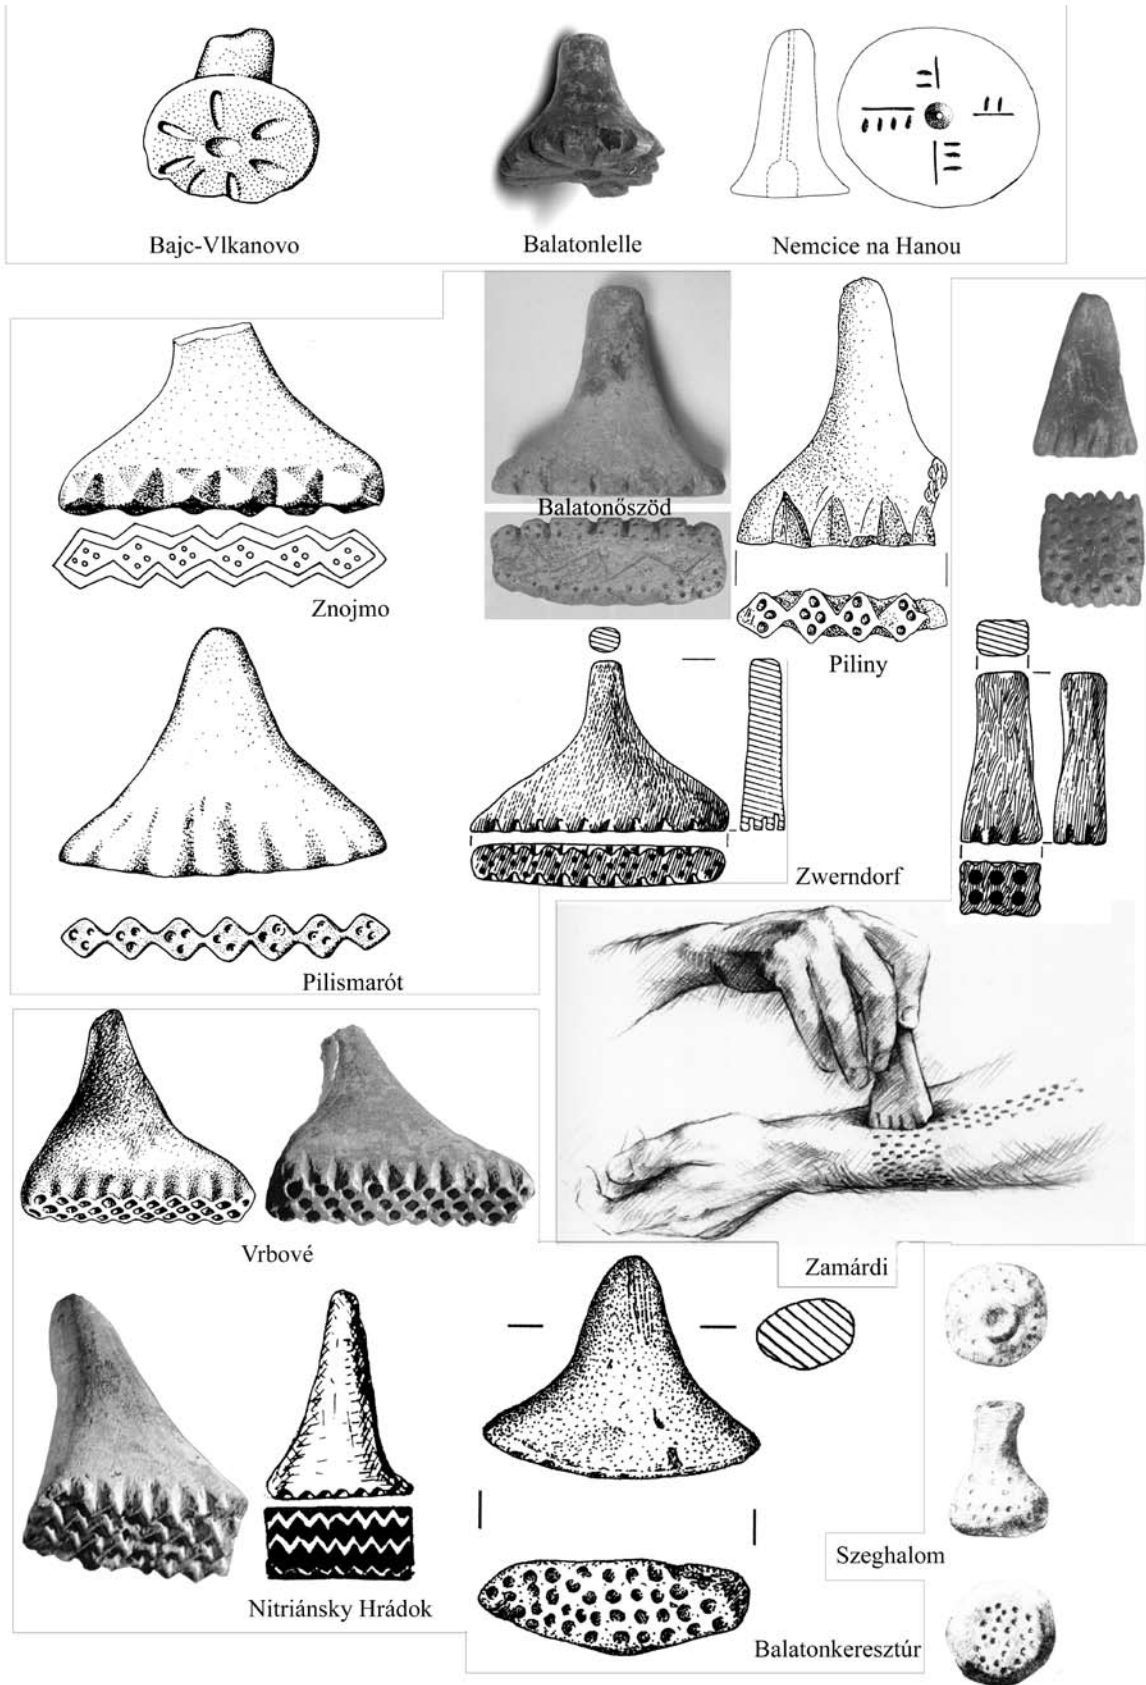 Bajc-Vlkanovo
Balatonlelle
Nemcice na Hanou
Balatonőszöd
Znojmo
Piliny
Zwerndorf
Pilismarót
Vrbové
Zamárdi
Szeghalom
Nitriánsky Hrádok
Balatonkeresztúr